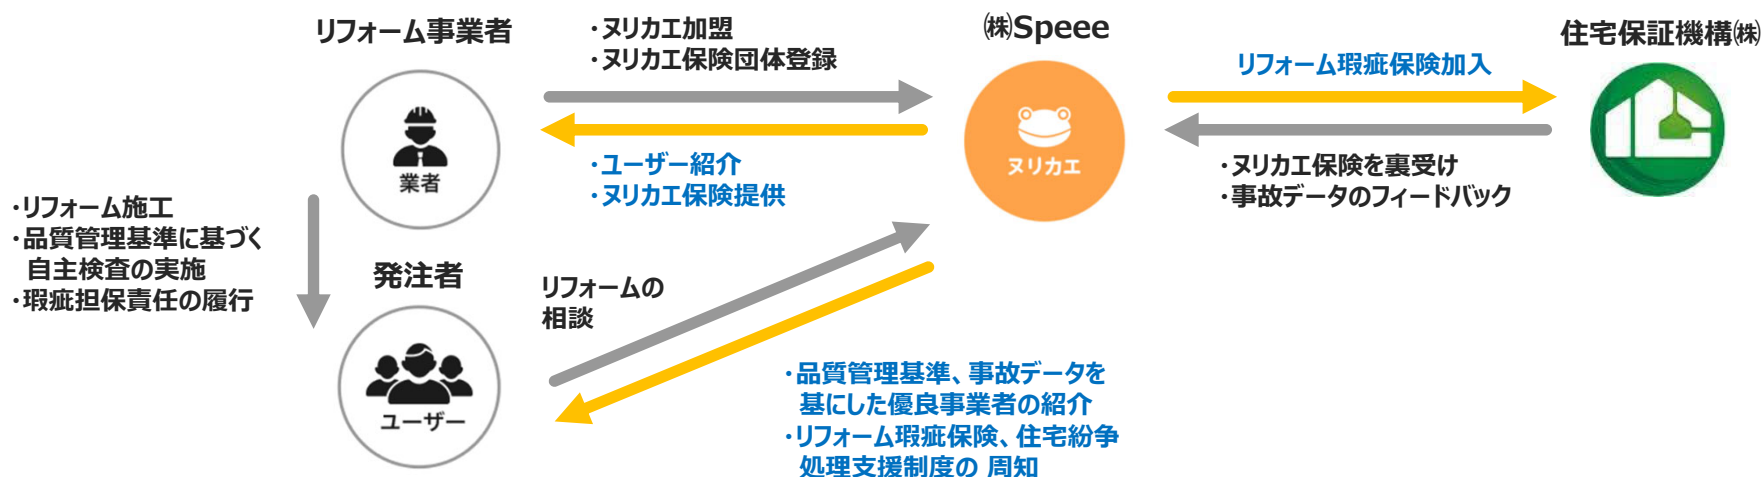 リフォーム事業者
業者
・ヌリカエ加盟
・ヌリカエ保険団体登録
・ユーザー紹介
・ヌリカエ保険提供
㈱Speee
ヌリカエ
リフォーム瑕疵保険加入
・ヌリカエ保険を裏受け
・事故データのフィードバック
住宅保証機構㈱
・リフォーム施工
・品質管理基準に基づく
自主検査の実施
・瑕疵担保責任の履行
発注者
ユーザー
リフォームの
相談
・品質管理基準、事故データを
基にした優良事業者の紹介
・リフォーム瑕疵保険、住宅紛争
処理支援制度の 周知